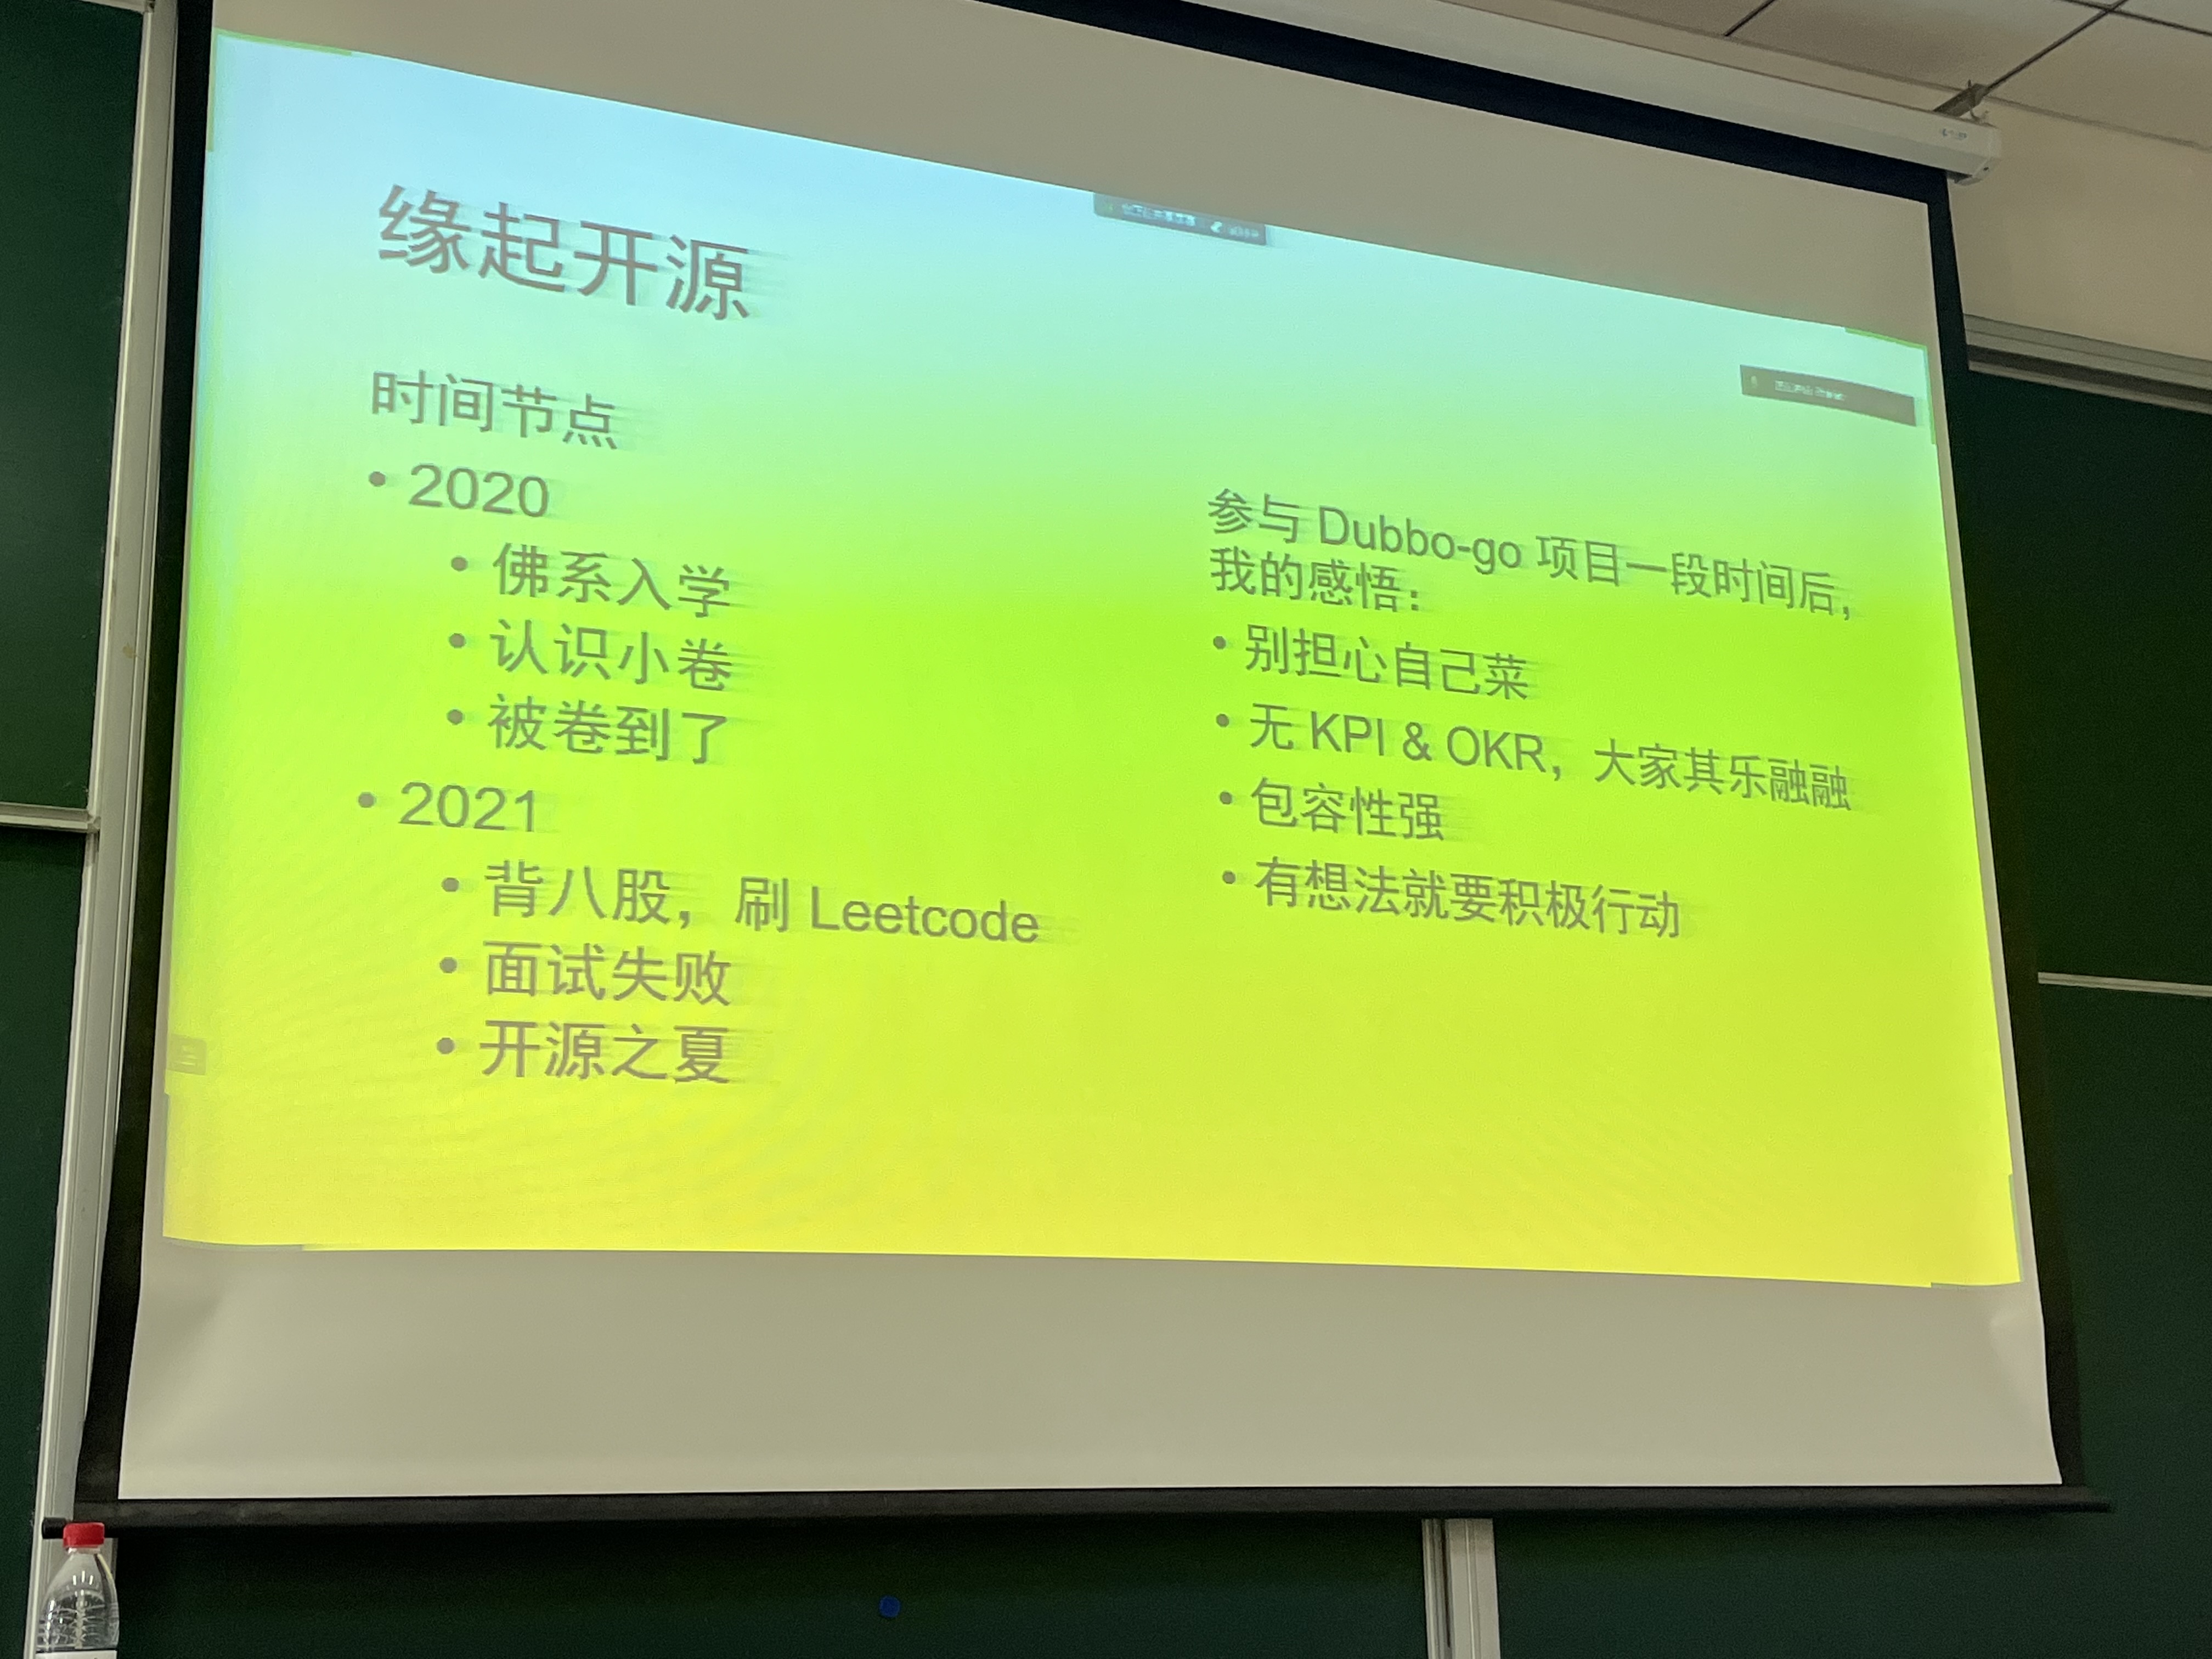 缘起开源
时间节点
• 2020
• 佛系入学
• 认识小卷
• 被卷到了
• 2021
• 背八股，刷 Leetcode
• 面试失败
• 开源之夏
参与 Dubbo-go 项目一段时间后，
我的感悟：
• 别担心自己菜
• 无 KPI & OKR，大家其乐融融
• 包容性强
• 有想法就要积极行动